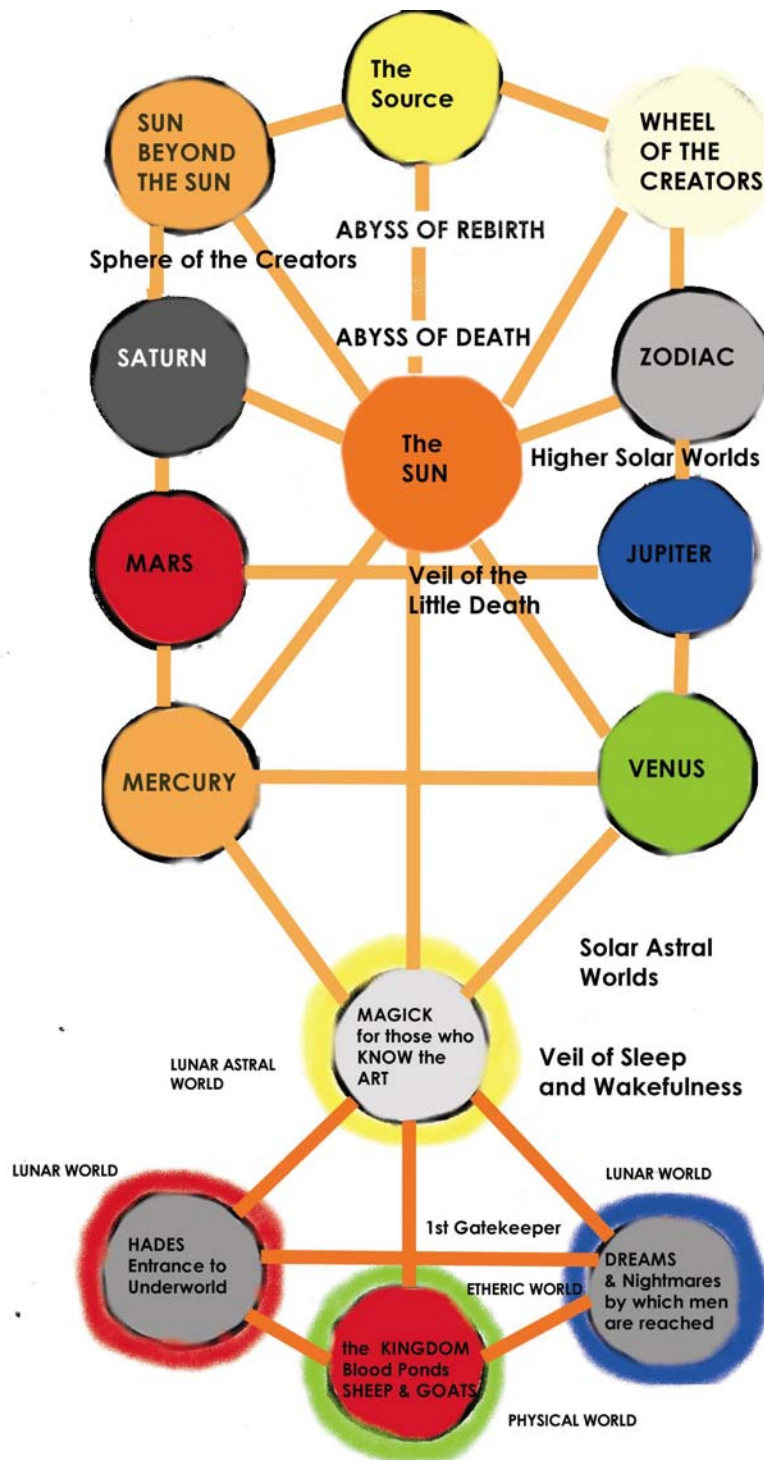 The
Source
SUN
BEYOND
THE SUN
WHEEL
OF THE
CREATORS
ABYSS OF REBIRTH
Sphere of the Creators
ABYSS OF DEATH
SATURN
ZODIAC
The
SUN
Higher Solar Worlds
MARS
JUPITER
Veil of the
Little Death
MERCURY
VENUS
Solar Astral
Worlds
MAGICK
for those who
KNOW the
ART
LUNAR ASTRAL
WORLD
Veil of Sleep
and Wakefulness
LUNAR WORLD
LUNAR WORLD
1st Gatekeeper
HADES
Entrance to
Underworld
DREAMS
& Nightmares
by which men
are reached
ETHERIC WORLD
the KINGDOM
Blood Ponds
SHEEP & GOATS
PHYSICAL WORLD